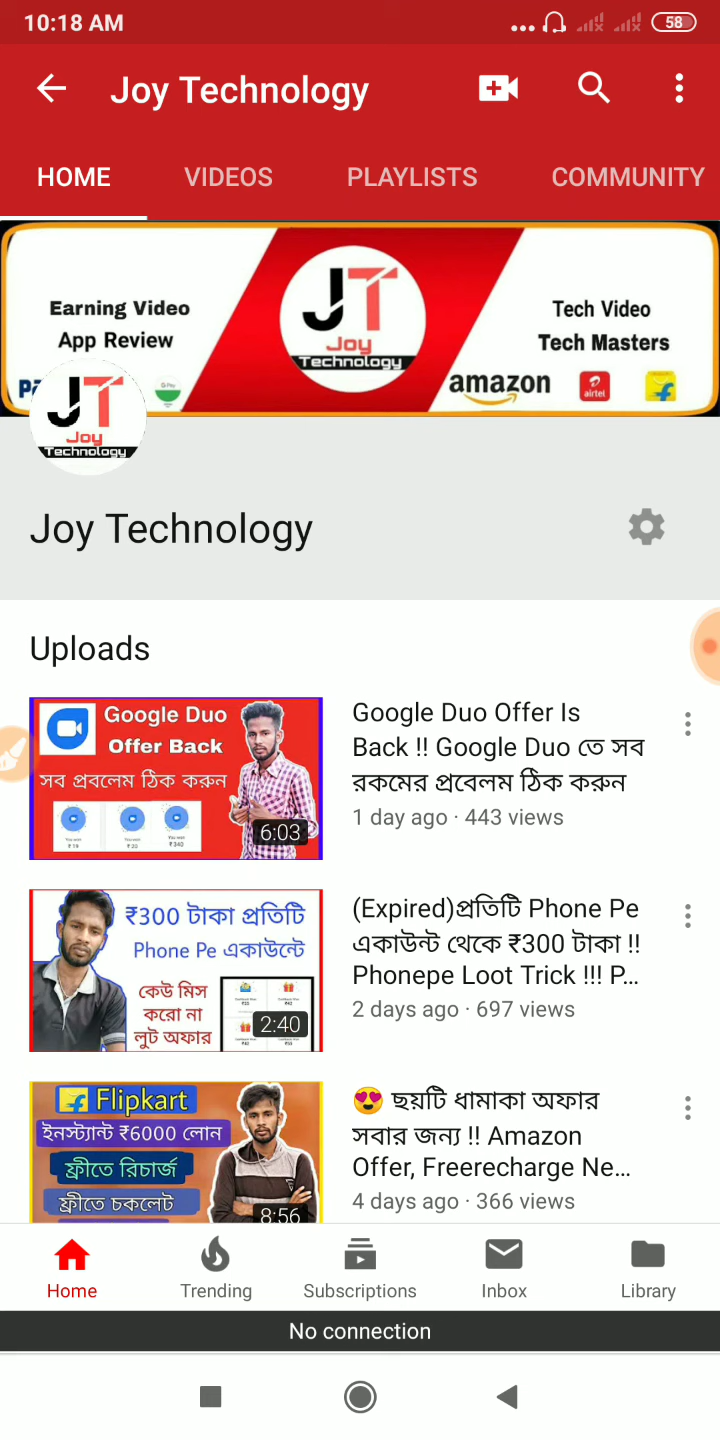 10:18 AM
58
Joy Technology
HOME VIDEOS PLAYLISTS COMMUNITY
Earning Video
App Review
JT
Joy
Technology
Tech Video
Tech Masters
G Pay
amazon
airtel
JT
Joy
Technology
Joy Technology
Uploads
Google Duo
Offer Back
সব প্রবলেম ঠিক করুন
6:03
Google Duo Offer Is
Back !! Google Duo তে সব
রকমের প্রবেলম ঠিক করুন
1 day ago · 443 views
₹300 টাকা প্রতিটি
Phone Pe একাউন্টে
কেউ মিস
করো না
লুট অফার
2:40
(Expired)প্রতিটি Phone Pe
একাউন্ট থেকে ₹300 টাকা !!
Phonepe Loot Trick !!! P...
2 days ago · 697 views
Flipkart
ইনস্ট্যান্ট ₹6000 লোন
ফ্রীতে রিচার্জ
ফ্রীতে চকলেট
8:56
😍 ছয়টি ধামাকা অফার
সবার জন্য !! Amazon
Offer, Freerecharge Ne...
4 days ago · 366 views
Home Trending Subscriptions Inbox Library
No connection